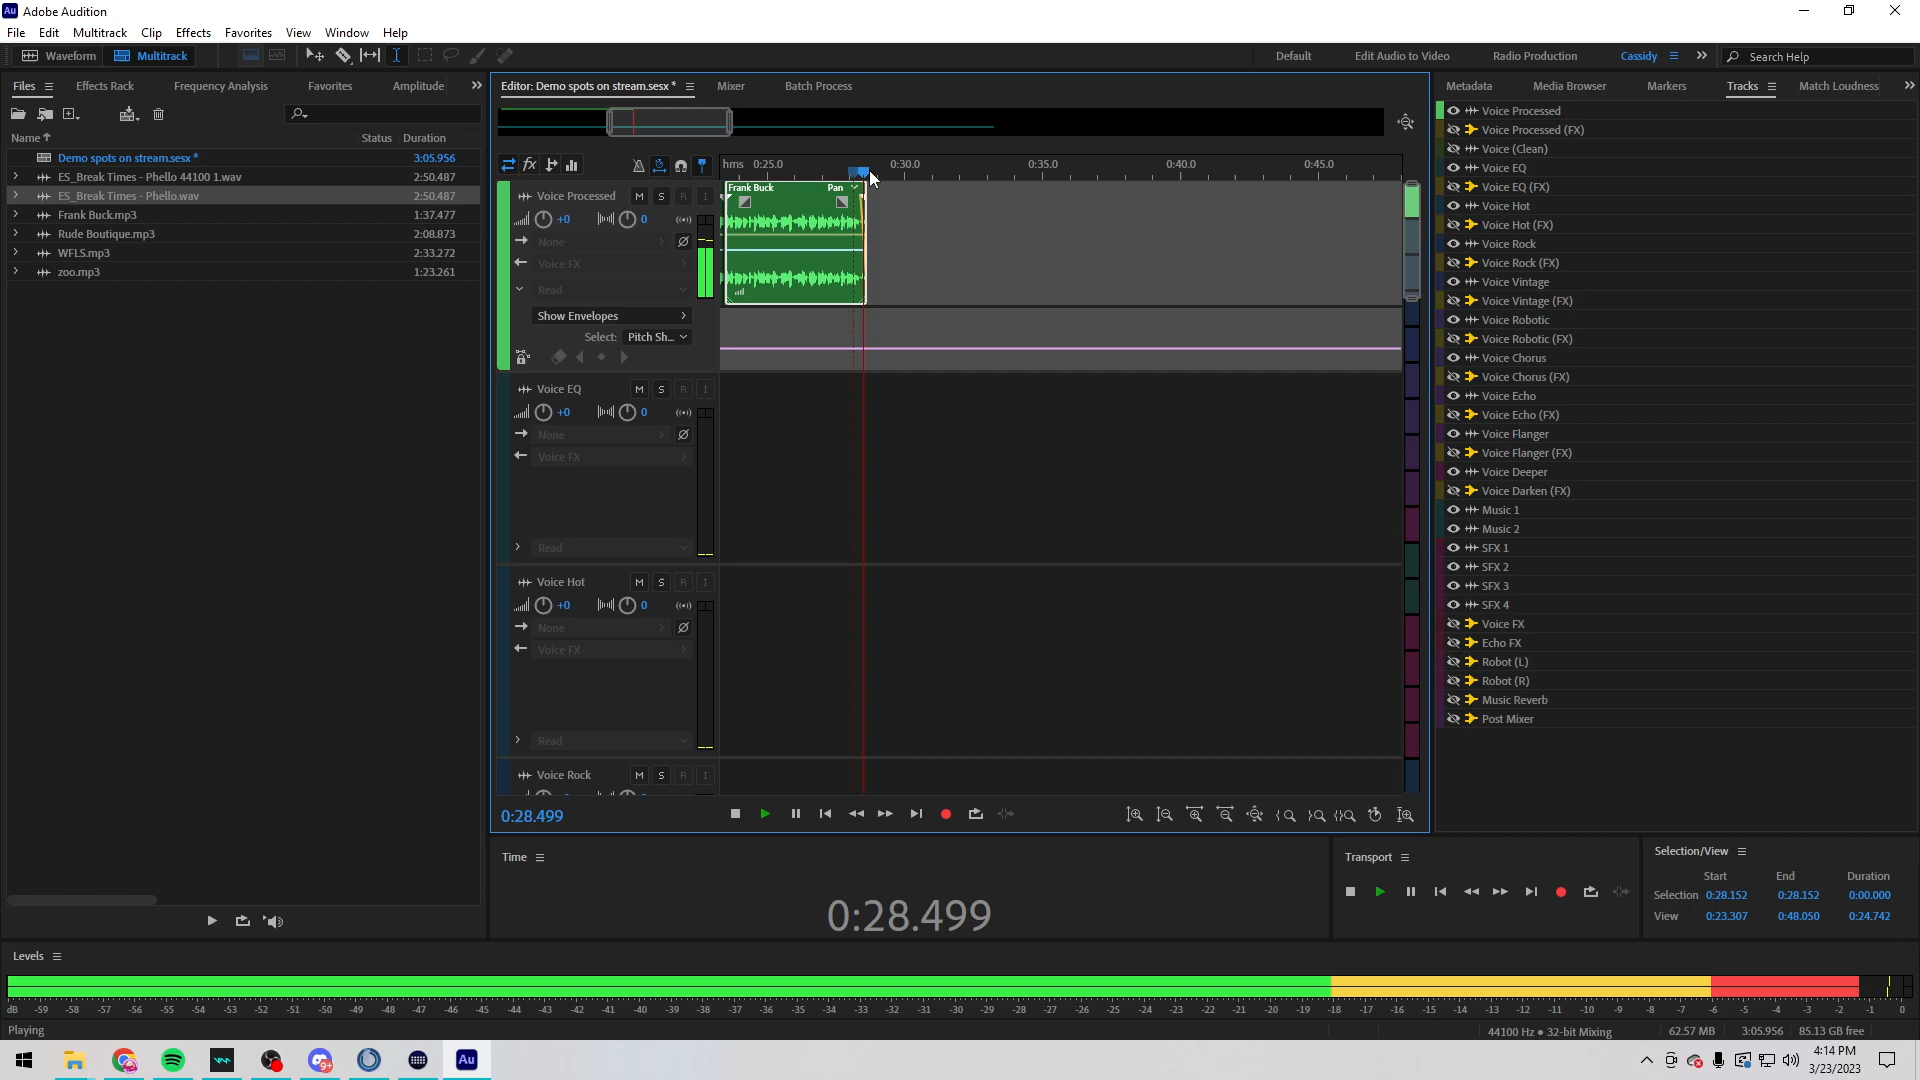 Au Adobe Audition
File Edit Multitrack Clip Effects Favorites View Window Help
Waveform Multitrack Default Edit Audio to Video Radio Production Cassidy Search Help
Files Effects Rack Frequency Analysis Favorites Amplitude
Name Status Duration
Demo spots on stream.sesx * 3:05.956
ES_Break Times - Phello 44100 1.wav 2:50.487
ES_Break Times - Phello.wav 2:50.487
Frank Buck.mp3 1:37.477
Rude Boutique.mp3 2:08.873
WFLS.mp3 2:33.272
zoo.mp3 1:23.261
Editor: Demo spots on stream.sesx * Mixer Batch Process
fx hms 0:25.0 0:30.0 0:35.0 0:40.0 0:45.0
Voice Processed M S R I
+0 0
None
Voice FX
Read
Show Envelopes
Select: Pitch Sh...
Frank Buck Pan
Voice EQ M S R I
+0 0
None
Voice FX
Read
Voice Hot M S R I
+0 0
None
Voice FX
Read
Voice Rock M S R I
0:28.499
Metadata Media Browser Markers Tracks Match Loudness
Voice Processed
Voice Processed (FX)
Voice (Clean)
Voice EQ
Voice EQ (FX)
Voice Hot
Voice Hot (FX)
Voice Rock
Voice Rock (FX)
Voice Vintage
Voice Vintage (FX)
Voice Robotic
Voice Robotic (FX)
Voice Chorus
Voice Chorus (FX)
Voice Echo
Voice Echo (FX)
Voice Flanger
Voice Flanger (FX)
Voice Deeper
Voice Darken (FX)
Music 1
Music 2
SFX 1
SFX 2
SFX 3
SFX 4
Voice FX
Echo FX
Robot (L)
Robot (R)
Music Reverb
Post Mixer
Time
0:28.499
Transport
Selection/View
Start End Duration
Selection 0:28.152 0:28.152 0:00.000
View 0:23.307 0:48.050 0:24.742
Levels
dB -59 -58 -57 -56 -55 -54 -53 -52 -51 -50 -49 -48 -47 -46 -45 -44 -43 -42 -41 -40 -39 -38 -37 -36 -35 -34 -33 -32 -31 -30 -29 -28 -27 -26 -25 -24 -23 -22 -21 -20 -19 -18 -17 -16 -15 -14 -13 -12 -11 -10 -9 -8 -7 -6 -5 -4 -3 -2 -1 0
Playing 44100 Hz ● 32-bit Mixing 62.57 MB 3:05.956 85.13 GB free
9+ Au
4:14 PM
3/23/2023